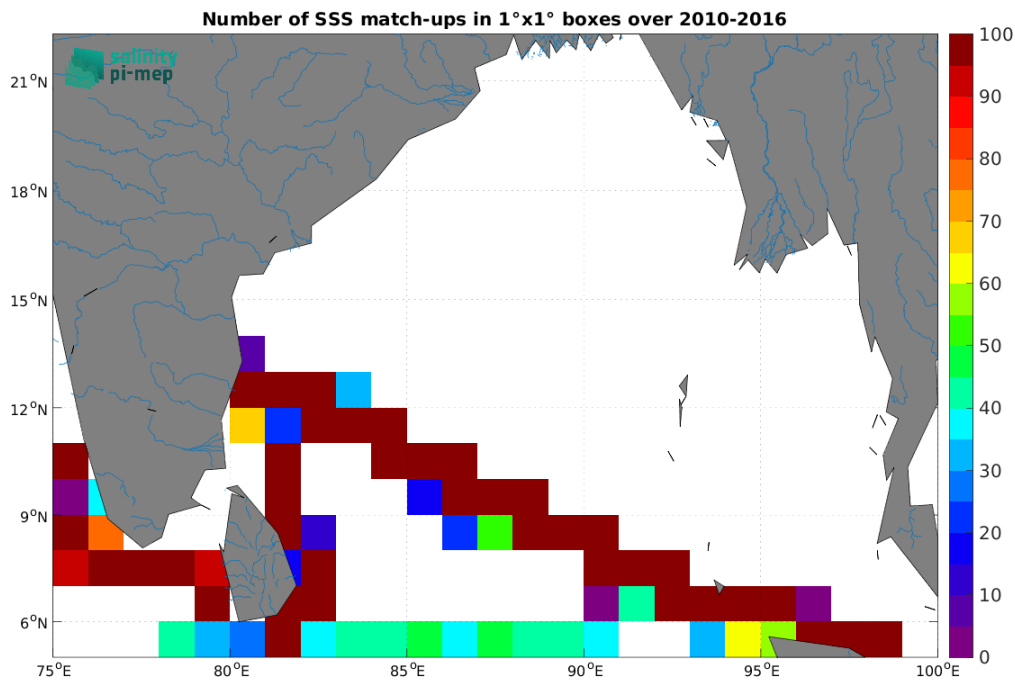 Number of SSS match-ups in 1°x1° boxes over 2010-2016
salinity
pi-mep
21°N
18°N
15°N
12°N
9°N
6°N
75°E
80°E
85°E
90°E
95°E
100°E
100
90
80
70
60
50
40
30
20
10
0